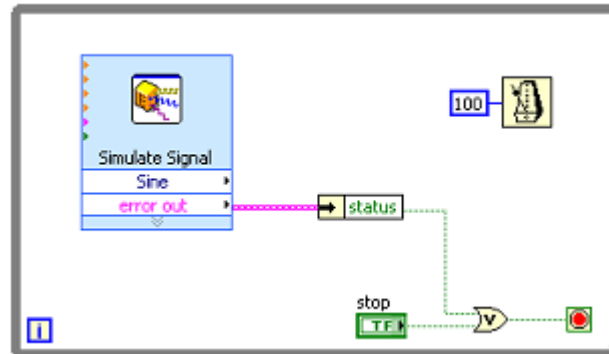 100
Simulate Signal
Sine
error out
status
stop
TF
V
i